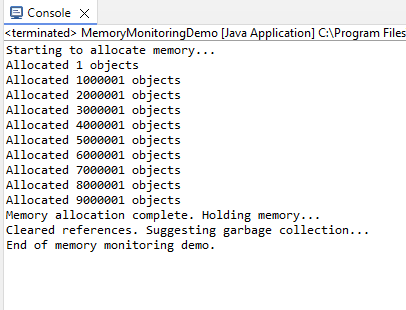 Console
<terminated> MemoryMonitoringDemo [Java Application] C:\Program Files
Starting to allocate memory...
Allocated 1 objects
Allocated 1000001 objects
Allocated 2000001 objects
Allocated 3000001 objects
Allocated 4000001 objects
Allocated 5000001 objects
Allocated 6000001 objects
Allocated 7000001 objects
Allocated 8000001 objects
Allocated 9000001 objects
Memory allocation complete. Holding memory...
Cleared references. Suggesting garbage collection...
End of memory monitoring demo.